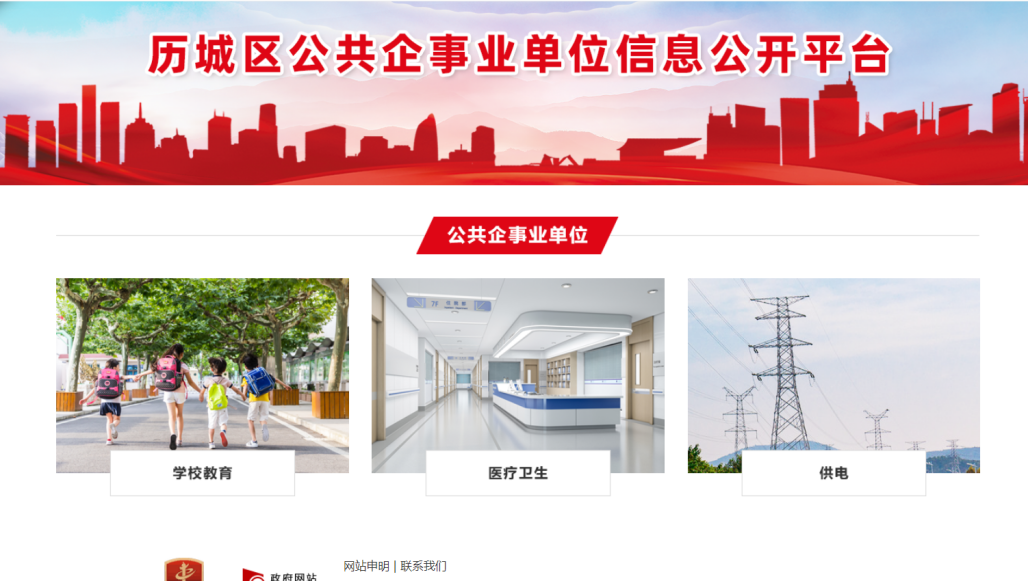 历城区公共企事业单位信息公开平台
公共企事业单位
学校教育
医疗卫生
供电
网站申明 | 联系我们
政府网站